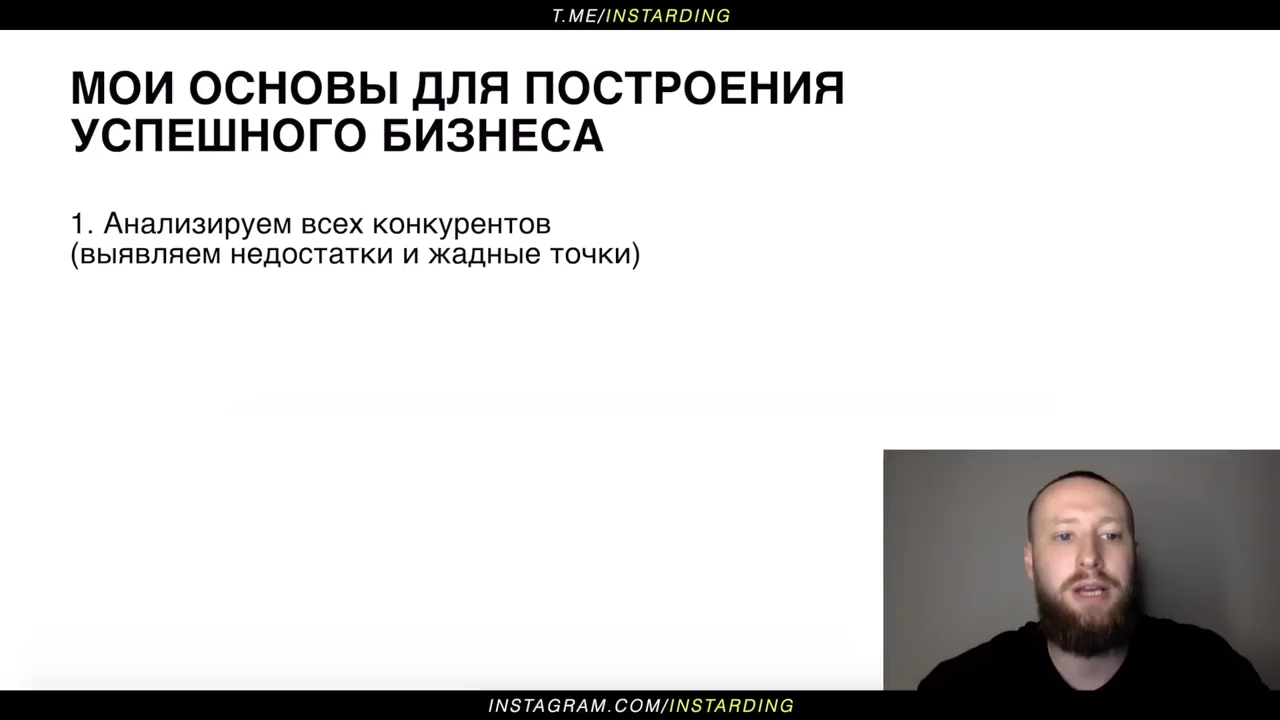 T.ME/INSTARDING
МОИ ОСНОВЫ ДЛЯ ПОСТРОЕНИЯ
УСПЕШНОГО БИЗНЕСА
1. Анализируем всех конкурентов
(выявляем недостатки и жадные точки)
INSTAGRAM.COM/INSTARDING